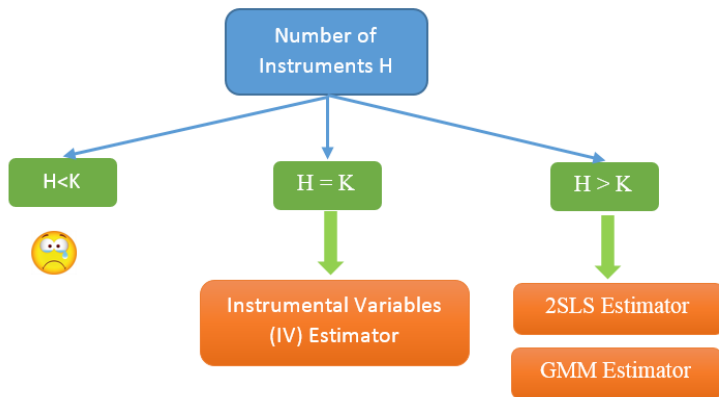 Number of
Instruments H
H<K
H = K
H > K
Instrumental Variables
(IV) Estimator
2SLS Estimator
GMM Estimator